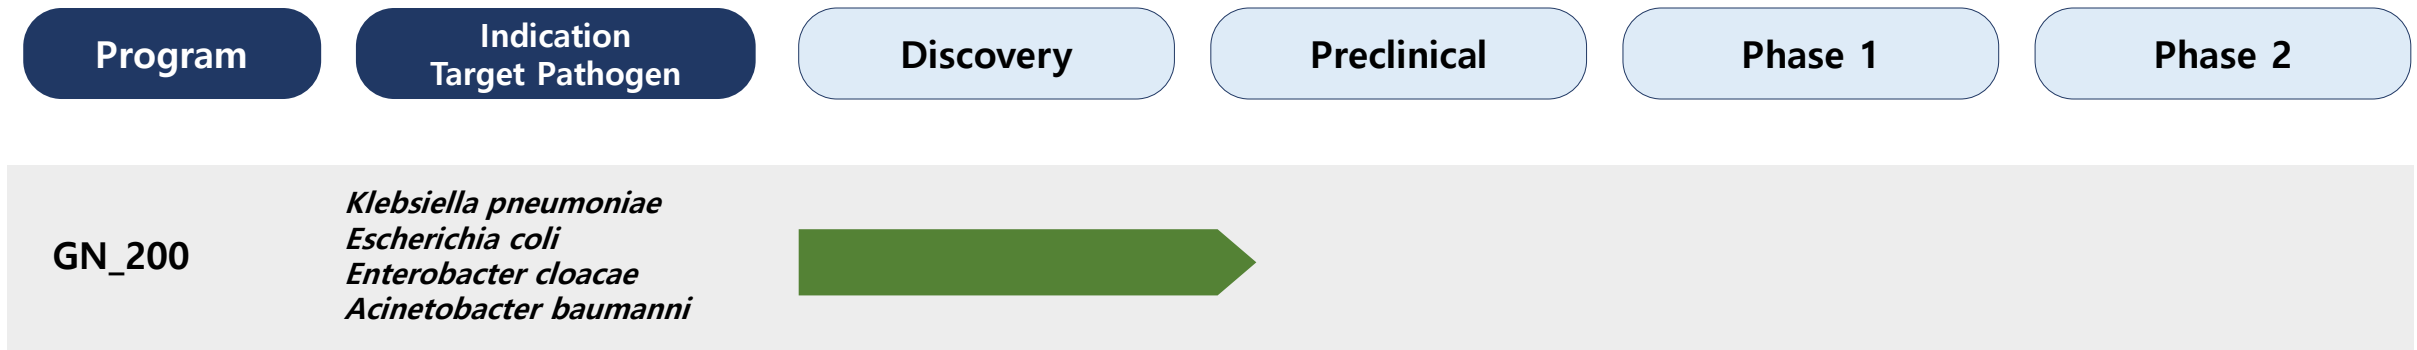 Program
Indication
Target Pathogen
Discovery
Preclinical
Phase 1
Phase 2
GN_200
Klebsiella pneumoniae
Escherichia coli
Enterobacter cloacae
Acinetobacter baumanni